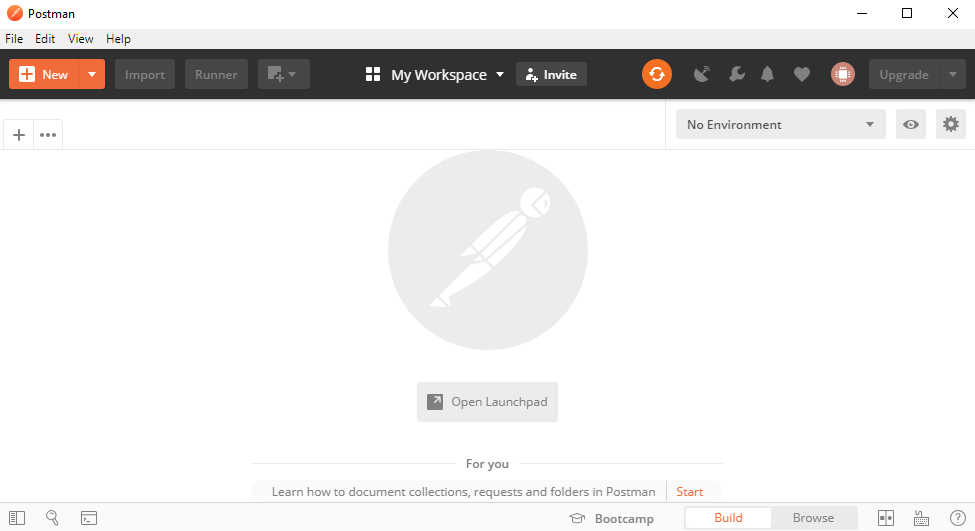 Postman
File Edit View Help
New Import Runner My Workspace Invite Upgrade
No Environment
Open Launchpad
For you
Learn how to document collections, requests and folders in Postman Start
Bootcamp Build Browse